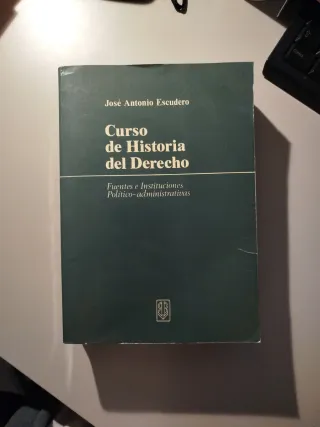 José Antonio Escudero
Curso
de Historia
del Derecho
Fuentes e Instituciones
Político-administrativas